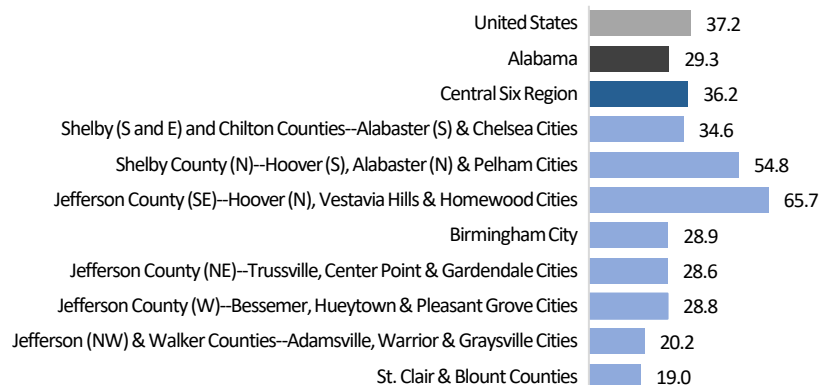 United States 37.2
Alabama 29.3
Central Six Region 36.2
Shelby (S and E) and Chilton Counties--Alabaster (S) & Chelsea Cities 34.6
Shelby County (N)--Hoover (S), Alabaster (N) & Pelham Cities 54.8
Jefferson County (SE)--Hoover (N), Vestavia Hills & Homewood Cities 65.7
Birmingham City 28.9
Jefferson County (NE)--Trussville, Center Point & Gardendale Cities 28.6
Jefferson County (W)--Bessemer, Hueytown & Pleasant Grove Cities 28.8
Jefferson (NW) & Walker Counties--Adamsville, Warrior & Graysville Cities 20.2
St. Clair & Blount Counties 19.0